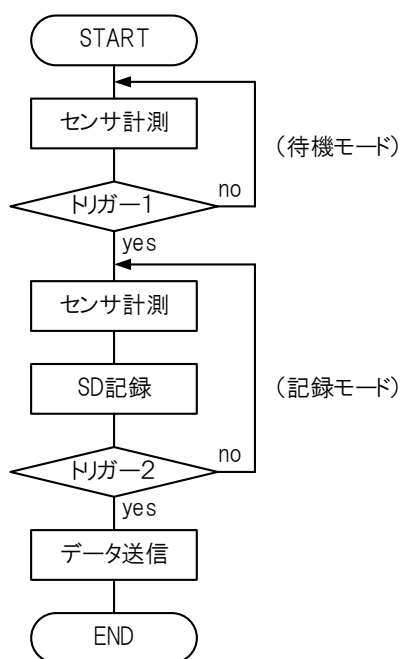 START
センサ計測
（待機モード）
トリガー1
no
yes
センサ計測
SD記録
（記録モード）
トリガー2
no
yes
データ送信
END